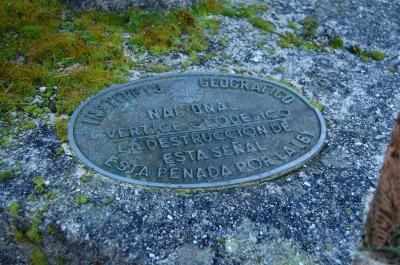 INSTITUTO GEOGRAFICO
NACIONAL
VERTICE GEODESICO
LA DESTRUCCION DE
ESTA SEÑAL
ESTA PENADA POR LA LEY